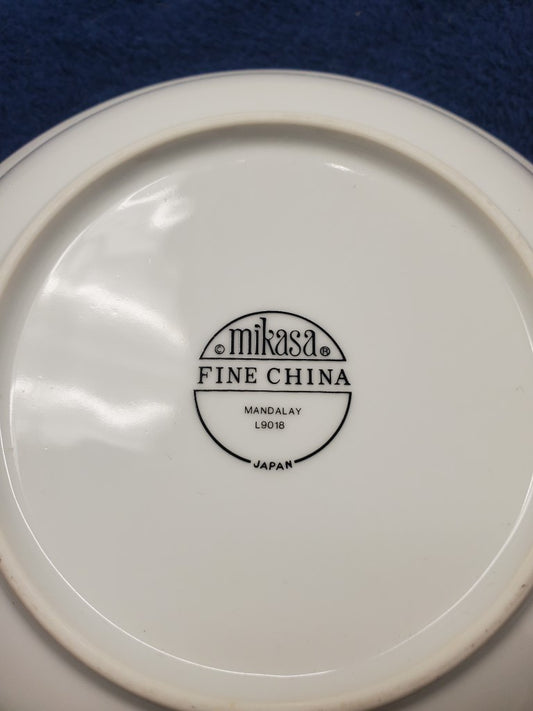 © mikasa ®
FINE CHINA
MANDALAY
L9018
JAPAN